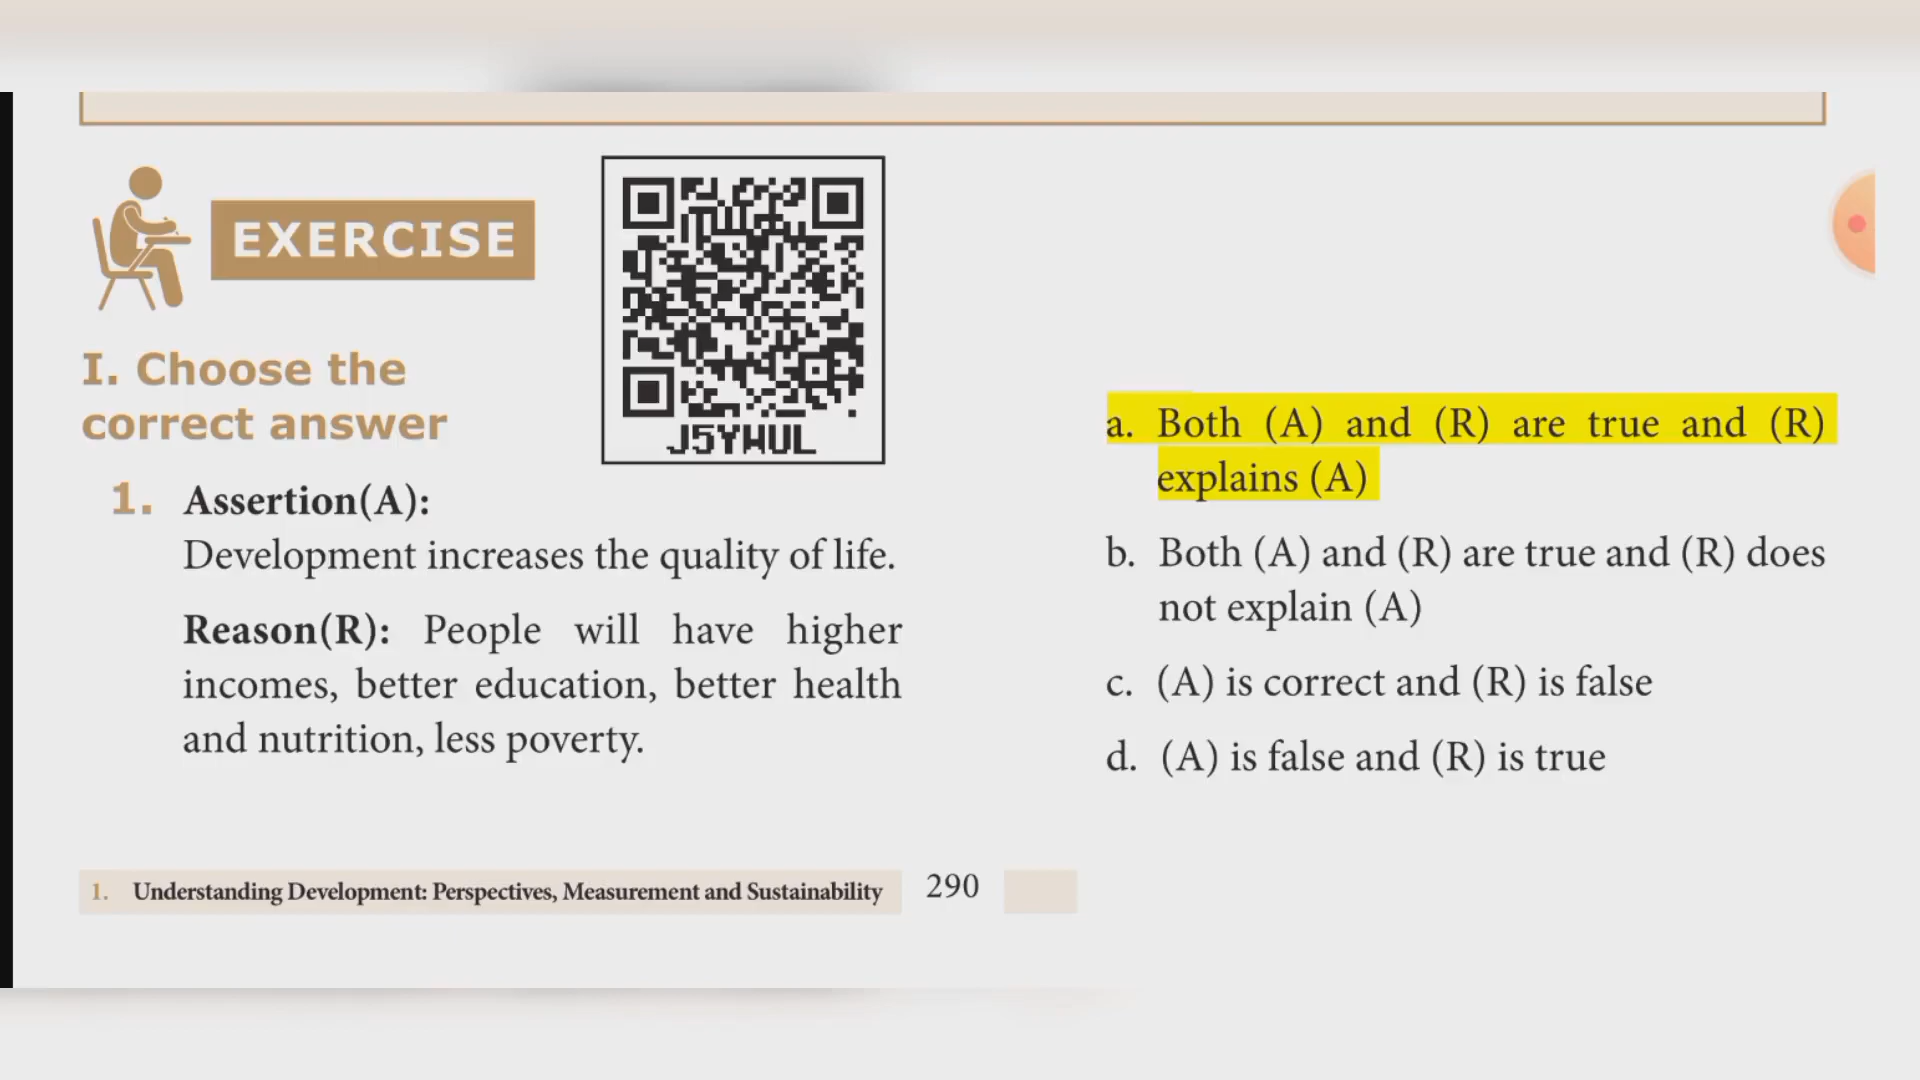 EXERCISE
I. Choose the
correct answer
J5YHUL
1. Assertion(A):
Development increases the quality of life.
Reason(R): People will have higher
incomes, better education, better health
and nutrition, less poverty.
a. Both (A) and (R) are true and (R)
explains (A)
b. Both (A) and (R) are true and (R) does
not explain (A)
c. (A) is correct and (R) is false
d. (A) is false and (R) is true
1. Understanding Development: Perspectives, Measurement and Sustainability 290